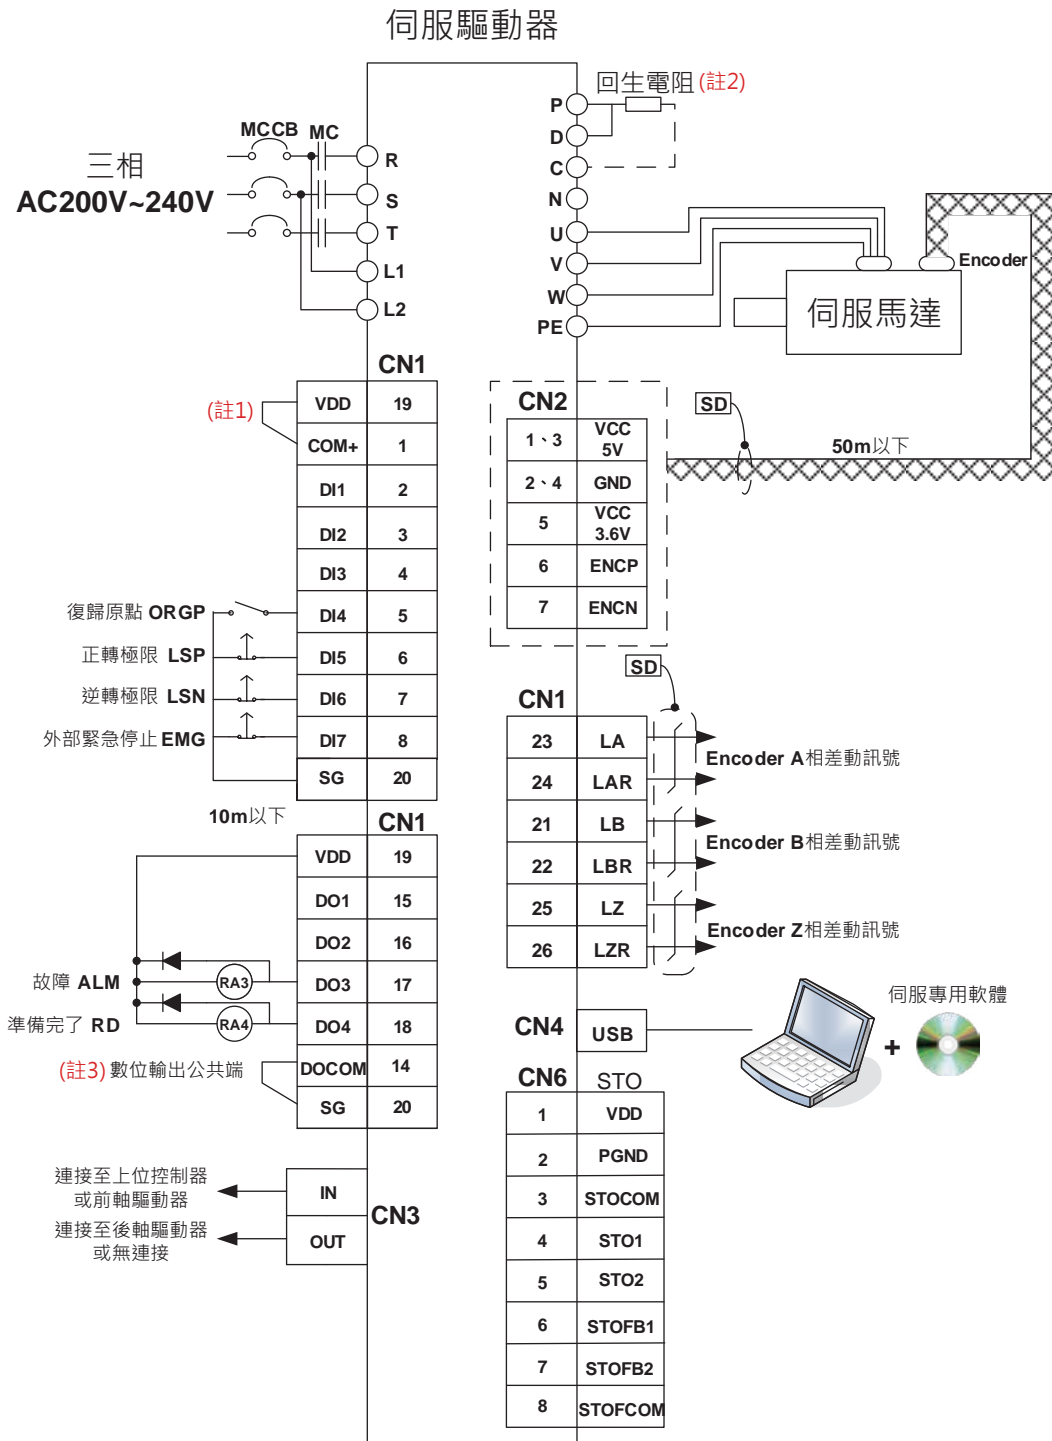 伺服驅動器
回生電阻 (註2)
P
D
C
N
U
V
W
PE
MCCB MC
三相
AC200V~240V
R
S
T
L1
L2
Encoder
伺服馬達
CN1
(註1)
VDD 19
COM+ 1
DI1 2
DI2 3
DI3 4
復歸原點 ORGP DI4 5
正轉極限 LSP DI5 6
逆轉極限 LSN DI6 7
外部緊急停止 EMG DI7 8
SG 20
10m以下
CN1
VDD 19
DO1 15
DO2 16
故障 ALM RA3 DO3 17
準備完了 RD RA4 DO4 18
(註3) 數位輸出公共端 DOCOM 14
SG 20
連接至上位控制器
或前軸驅動器
IN
CN3
連接至後軸驅動器
或無連接
OUT
CN2
SD
50m以下
1、3 VCC 5V
2、4 GND
5 VCC 3.6V
6 ENCP
7 ENCN
SD
CN1
23 LA
Encoder A相差動訊號
24 LAR
21 LB
Encoder B相差動訊號
22 LBR
25 LZ
Encoder Z相差動訊號
26 LZR
CN4 USB
伺服專用軟體
+
CN6 STO
1 VDD
2 PGND
3 STOCOM
4 STO1
5 STO2
6 STOFB1
7 STOFB2
8 STOFCOM